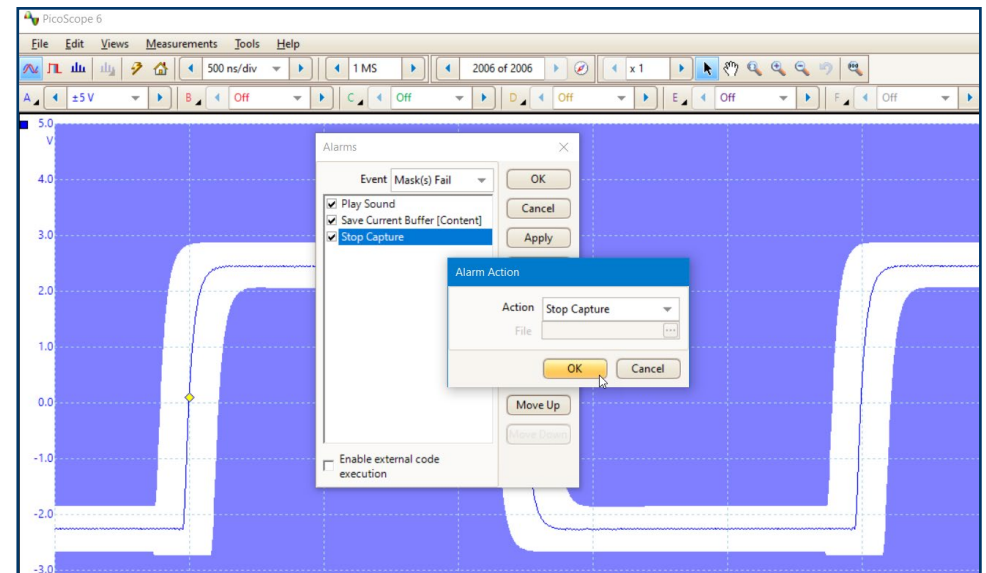 PicoScope 6
File Edit Views Measurements Tools Help
500 ns/div 1 MS 2006 of 2006 x 1
A ±5 V B Off C Off D Off E Off F Off
5.0
V
4.0
3.0
2.0
1.0
0.0
-1.0
-2.0
-3.0
Alarms
Event Mask(s) Fail OK
Play Sound
Save Current Buffer [Content] Cancel
Stop Capture Apply
Alarm Action
Action Stop Capture
File ...
OK Cancel
Move Up
Move Down
Enable external code
execution